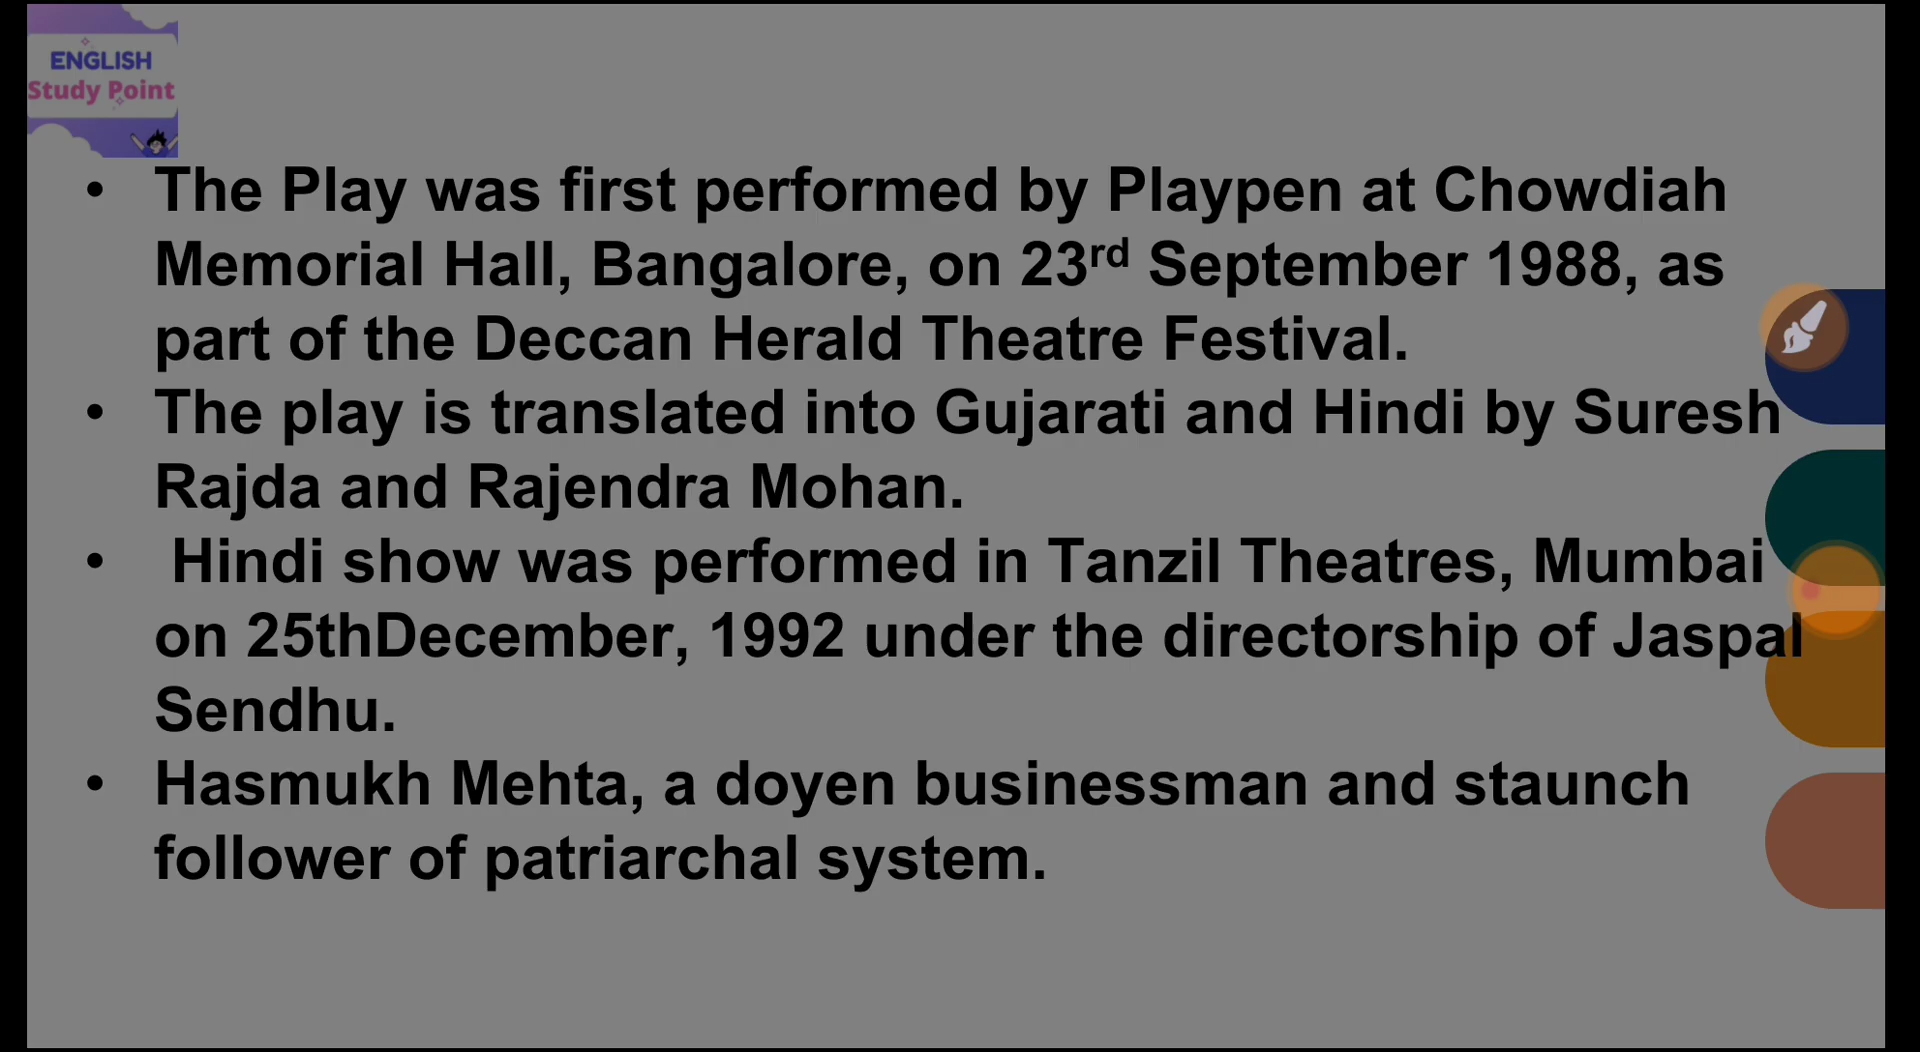 ENGLISH
Study Point
• The Play was first performed by Playpen at Chowdiah
Memorial Hall, Bangalore, on 23rd September 1988, as
part of the Deccan Herald Theatre Festival.
• The play is translated into Gujarati and Hindi by Suresh
Rajda and Rajendra Mohan.
• Hindi show was performed in Tanzil Theatres, Mumbai
on 25thDecember, 1992 under the directorship of Jaspal
Sendhu.
• Hasmukh Mehta, a doyen businessman and staunch
follower of patriarchal system.